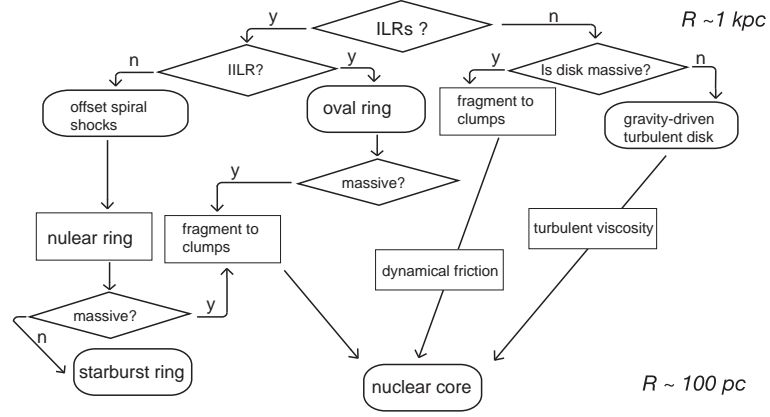 y
ILRs ?
n
R ~1 kpc
n
IILR?
y
y
Is disk massive?
n
offset spiral
shocks
oval ring
fragment to
clumps
gravity-driven
turbulent disk
y
massive?
nulear ring
fragment to
clumps
turbulent viscosity
dynamical friction
massive?
y
n
starburst ring
nuclear core
R ~ 100 pc